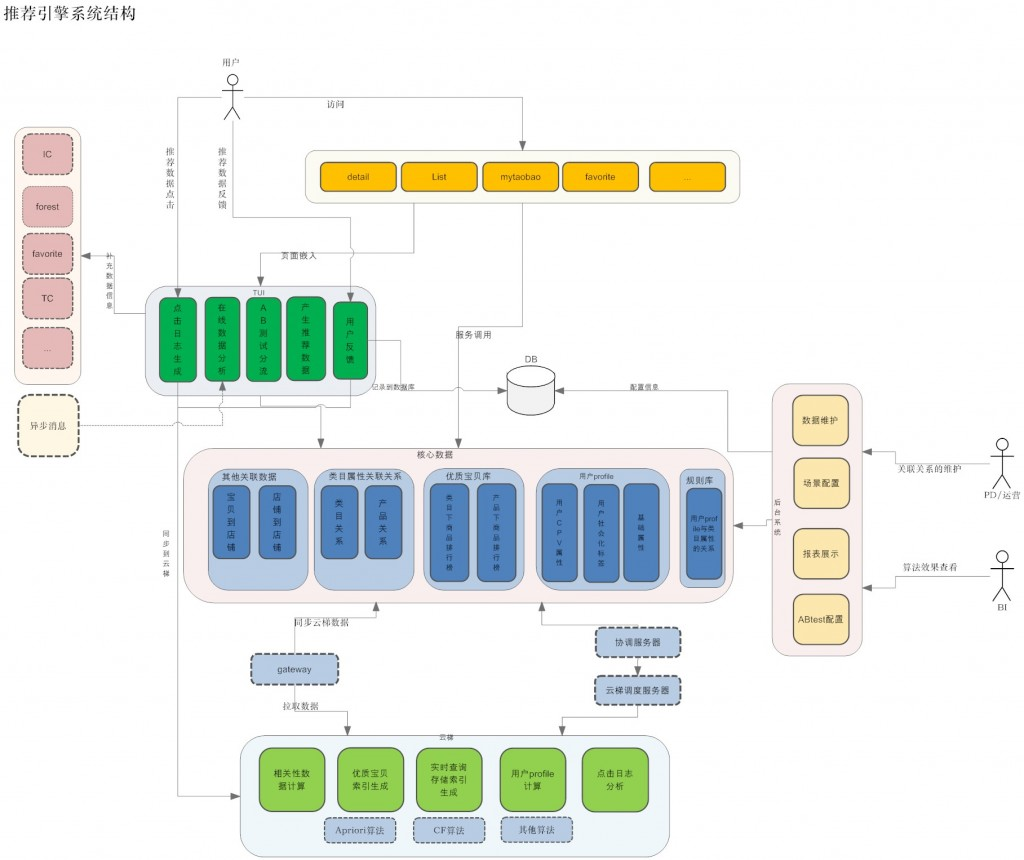 推荐引擎系统结构
用户
访问
推荐数据点击
推荐数据反馈
IC
forest
favorite
TC
...
异步消息
补充数据信息
detail
List
mytaobao
favorite
...
页面嵌入
服务调用
TUI
点击日志生成
在线数据分析
AB测试分流
产生推荐数据
用户反馈
记录到数据库
DB
配置信息
同步到云梯
核心数据
其他关联数据
宝贝到店铺
店铺到店铺
类目属性关联关系
类目关系
产品关系
优质宝贝库
类目下商品排行榜
产品下商品排行榜
用户profile
用户CPV属性
用户社会化标签
基础属性
规则库
用户prof
ile与类
目属性
的关系
后台系统
数据维护
场景配置
报表展示
ABtest配置
关联关系的维护
PD/运营
算法效果查看
BI
同步云梯数据
gateway
拉取数据
协调服务器
云梯调度服务器
云梯
相关性数
据计算
优质宝贝
索引生成
实时查询
存储索引
生成
用户profile
计算
点击日志
分析
Apriori算法
CF算法
其他算法